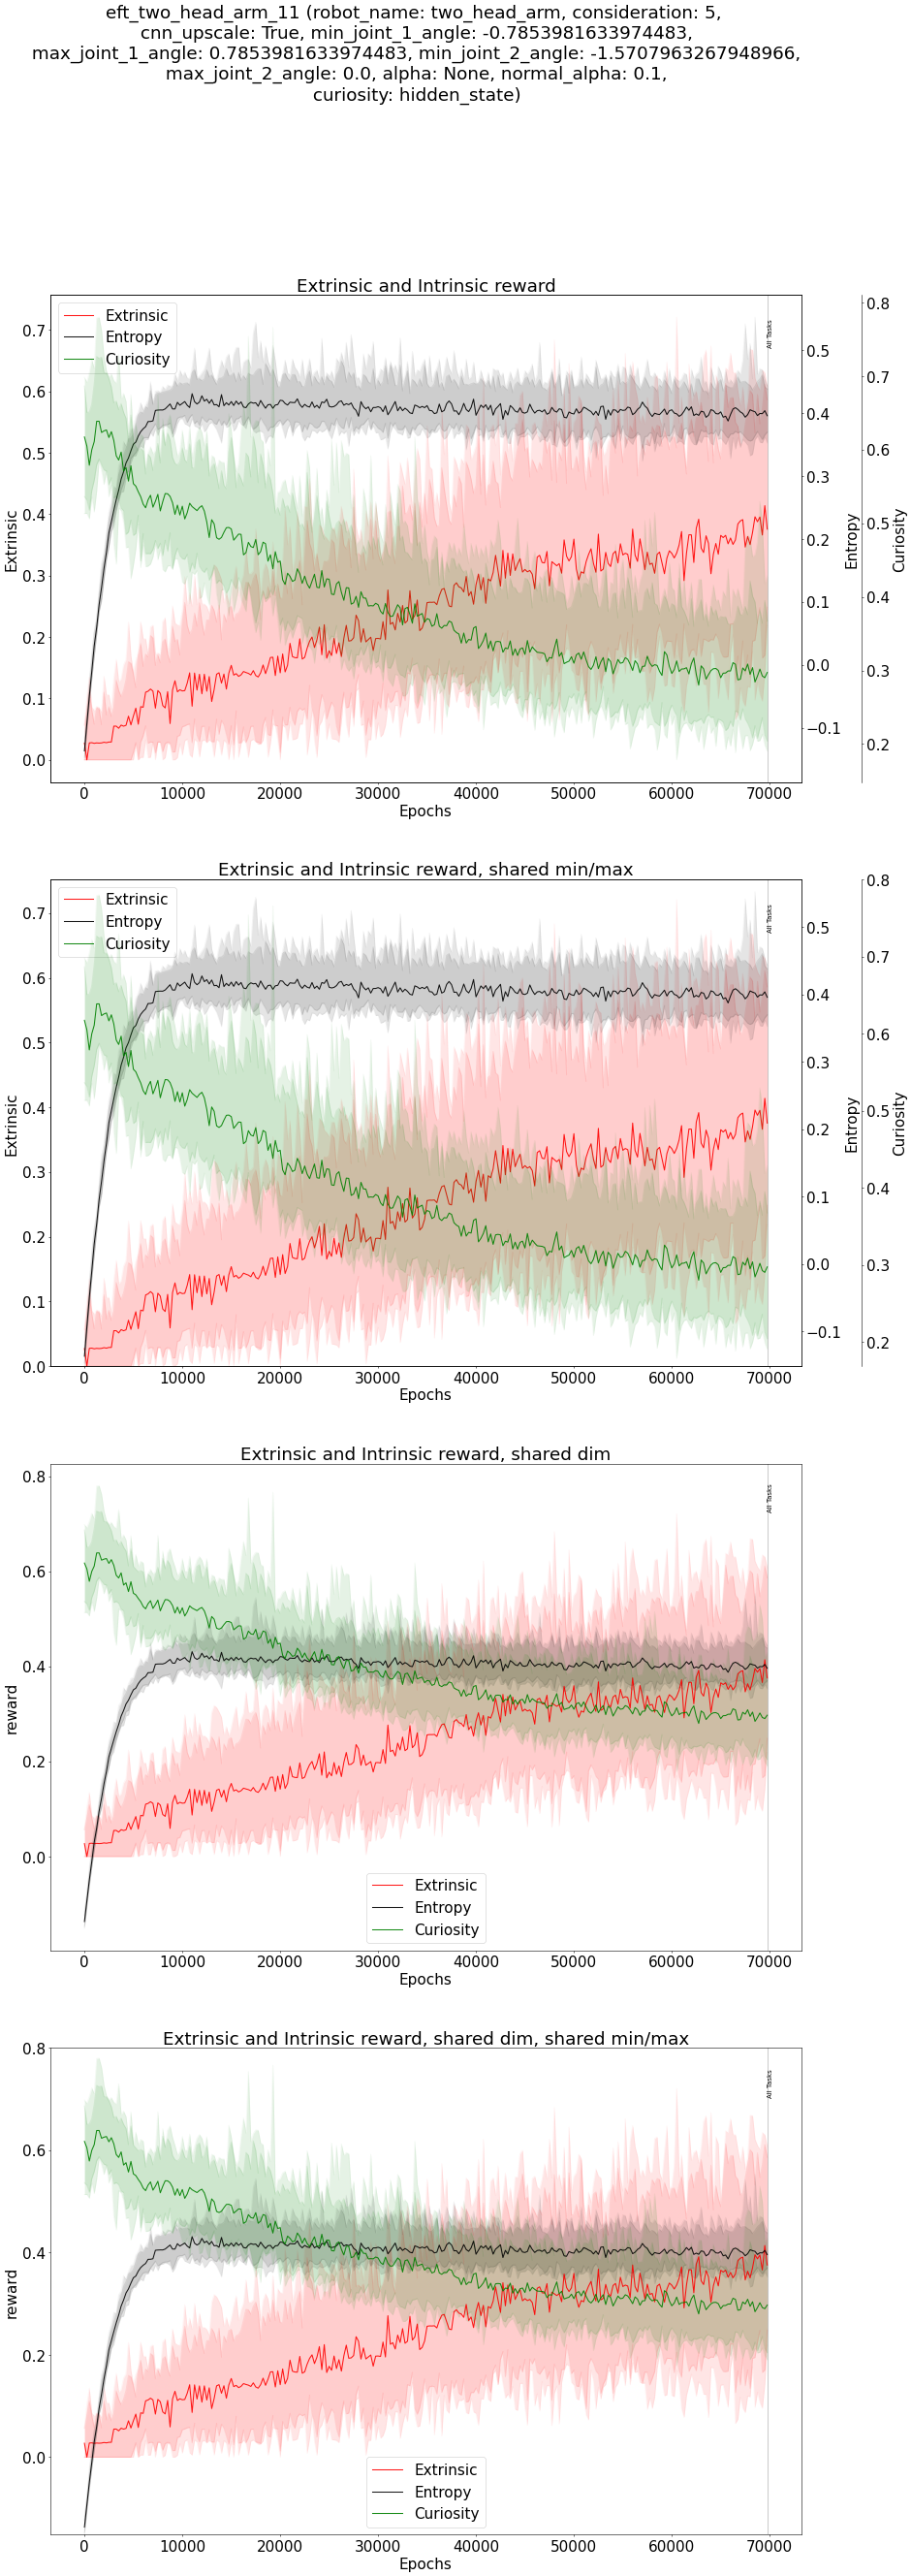 eft_two_head_arm_11 (robot_name: two_head_arm, consideration: 5,
cnn_upscale: True, min_joint_1_angle: -0.7853981633974483,
max_joint_1_angle: 0.7853981633974483, min_joint_2_angle: -1.5707963267948966,
max_joint_2_angle: 0.0, alpha: None, normal_alpha: 0.1,
curiosity: hidden_state)
Extrinsic and Intrinsic reward
Extrinsic
Entropy
Curiosity
All Tasks
0.7
0.6
0.5
0.4
0.3
0.2
0.1
0.0
Extrinsic
0.5
0.4
0.3
0.2
0.1
0.0
−0.1
Entropy
0.8
0.7
0.6
0.5
0.4
0.3
0.2
Curiosity
0 10000 20000 30000 40000 50000 60000 70000
Epochs
Extrinsic and Intrinsic reward, shared min/max
Extrinsic
Entropy
Curiosity
All Tasks
0.7
0.6
0.5
0.4
0.3
0.2
0.1
0.0
Extrinsic
0.5
0.4
0.3
0.2
0.1
0.0
−0.1
Entropy
0.8
0.7
0.6
0.5
0.4
0.3
0.2
Curiosity
0 10000 20000 30000 40000 50000 60000 70000
Epochs
Extrinsic and Intrinsic reward, shared dim
All Tasks
0.8
0.6
0.4
0.2
0.0
reward
Extrinsic
Entropy
Curiosity
0 10000 20000 30000 40000 50000 60000 70000
Epochs
Extrinsic and Intrinsic reward, shared dim, shared min/max
All Tasks
0.8
0.6
0.4
0.2
0.0
reward
Extrinsic
Entropy
Curiosity
0 10000 20000 30000 40000 50000 60000 70000
Epochs